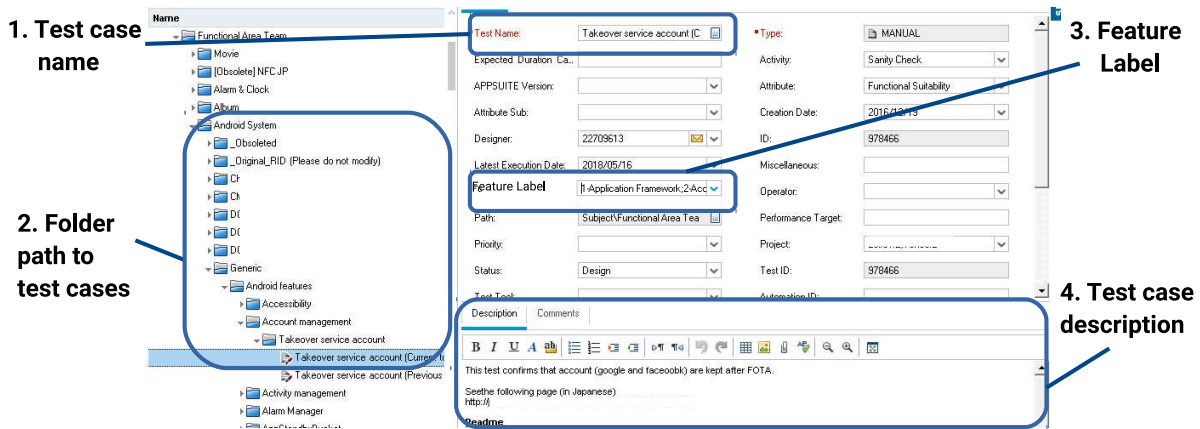 1. Test case
name
2. Folder
path to
test cases
3. Feature
Label
4. Test case
description
Name
Functional Area Team
Movie
[Obsolete] NFC JP
Alarm & Clock
Album
Android System
_Obsoleted
_Original_RID (Please do not modify)
D(
D(
D(
Generic
Android features
Accessibility
Account management
Takeover service account
Takeover service account (Current to
Takeover service account (Previous
Activity management
Alarm Manager
AppStandbyBucket
*Test Name: Takeover service account (C
Expected Duration Ca...
APPSUITE Version:
Attribute Sub:
Designer: 22709613
Latest Execution Date: 2018/05/16
Feature Label 1-Application Framework;2-Acc
Path: Subject\Functional Area Tea
Priority:
Status: Design
Test Tool:
*Type: MANUAL
Activity: Sanity Check
Attribute: Functional Suitability
Creation Date: 2016/12/19
ID: 978466
Miscellaneous:
Operator:
Performance Target:
Project:
Test ID: 978466
Automation ID:
Description Comments
B I U A ab
This test confirms that account (google and faceoobk) are kept after FOTA.
Seethe following page (in Japanese)
http://
Readme